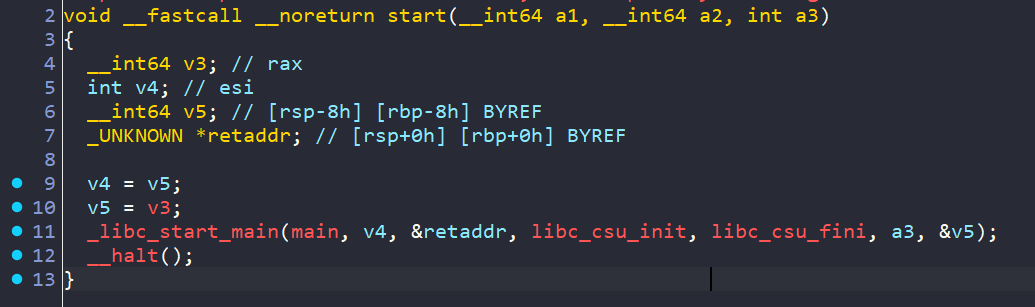 2 void __fastcall __noreturn start(__int64 a1, __int64 a2, int a3)
3 {
4   __int64 v3; // rax
5   int v4; // esi
6   __int64 v5; // [rsp-8h] [rbp-8h] BYREF
7   _UNKNOWN *retaddr; // [rsp+0h] [rbp+0h] BYREF
8
9   v4 = v5;
10   v5 = v3;
11   _libc_start_main(main, v4, &retaddr, libc_csu_init, libc_csu_fini, a3, &v5);
12   __halt();
13 }